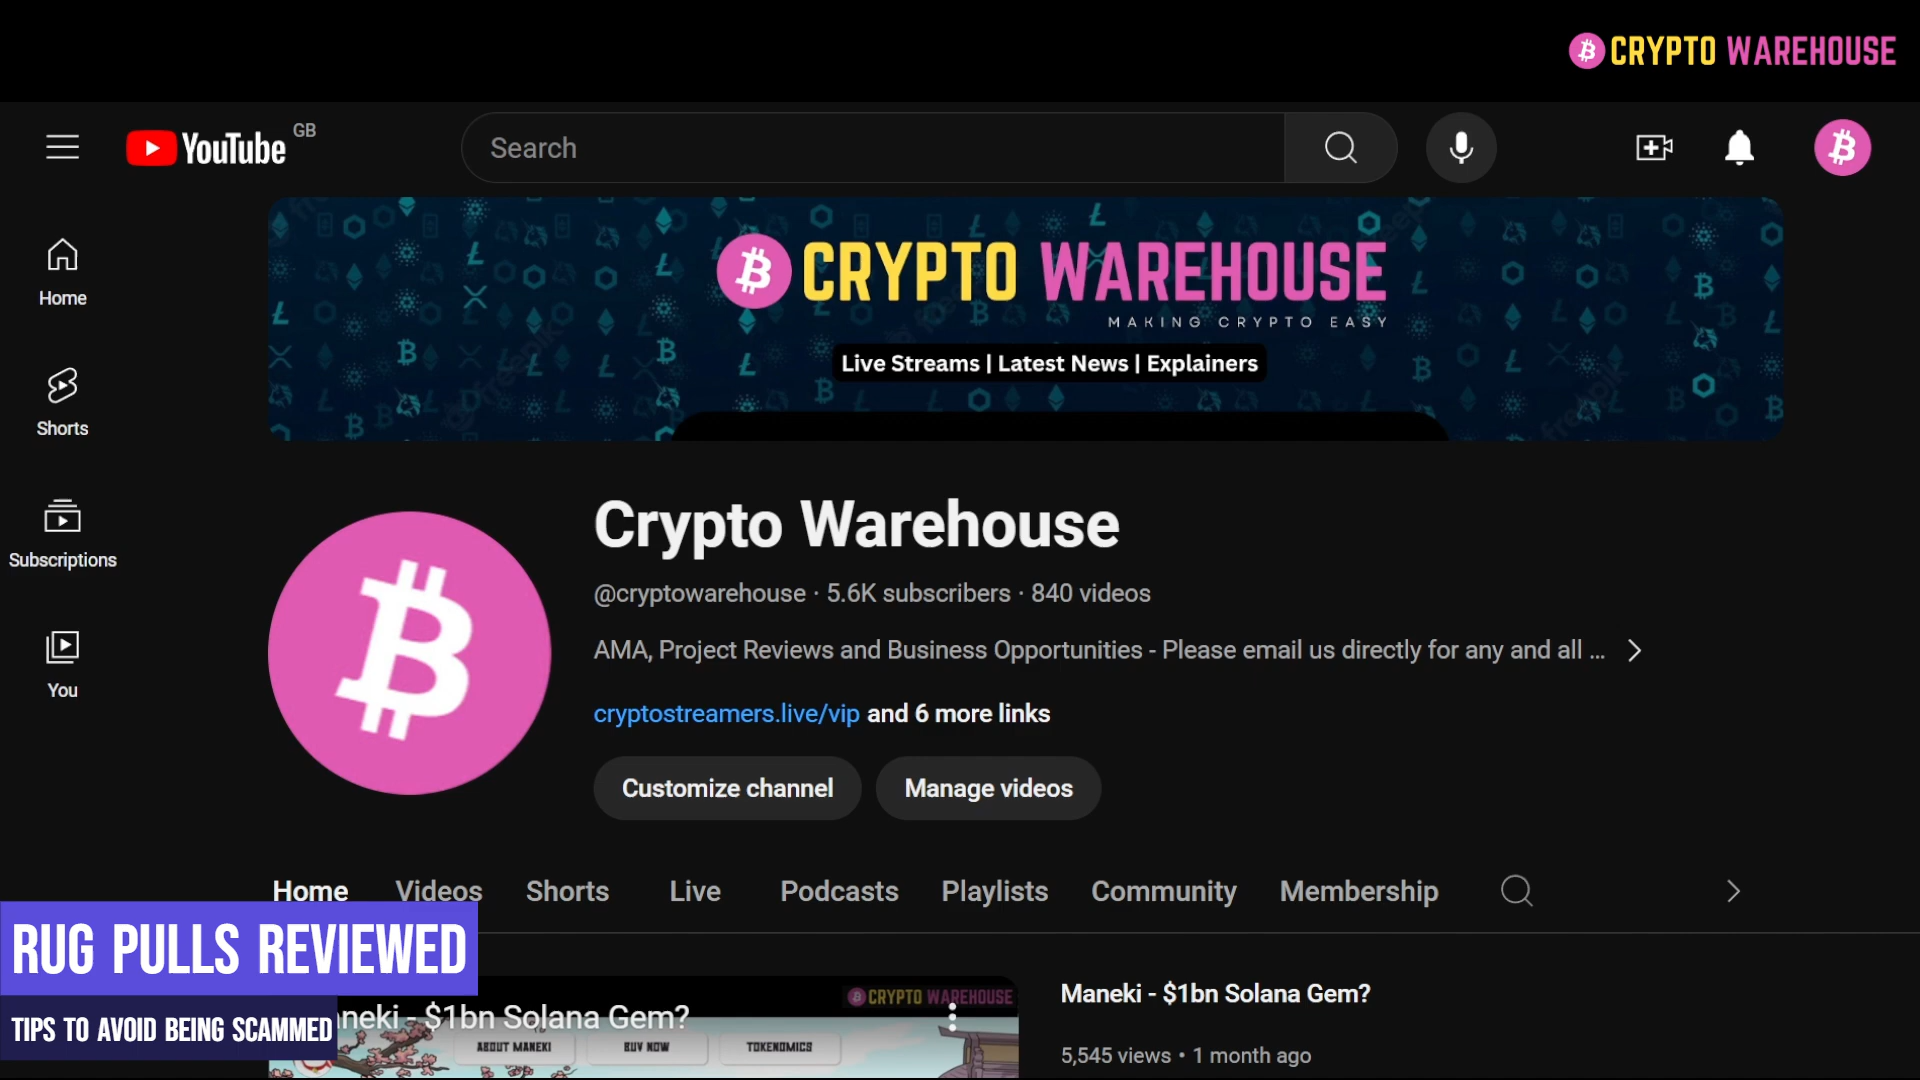 CRYPTO WAREHOUSE
YouTube GB
Search
Home
Shorts
Subscriptions
You
CRYPTO WAREHOUSE
MAKING CRYPTO EASY
Live Streams | Latest News | Explainers
Crypto Warehouse
@cryptowarehouse · 5.6K subscribers · 840 videos
AMA, Project Reviews and Business Opportunities - Please email us directly for any and all ...
cryptostreamers.live/vip and 6 more links
Customize channel
Manage videos
Home Videos Shorts Live Podcasts Playlists Community Membership
RUG PULLS REVIEWED
TIPS TO AVOID BEING SCAMMED
CRYPTO WAREHOUSE
neki - $1bn Solana Gem?
ABOUT MANEKI
BUY NOW
TOKENOMICS
Maneki - $1bn Solana Gem?
5,545 views • 1 month ago